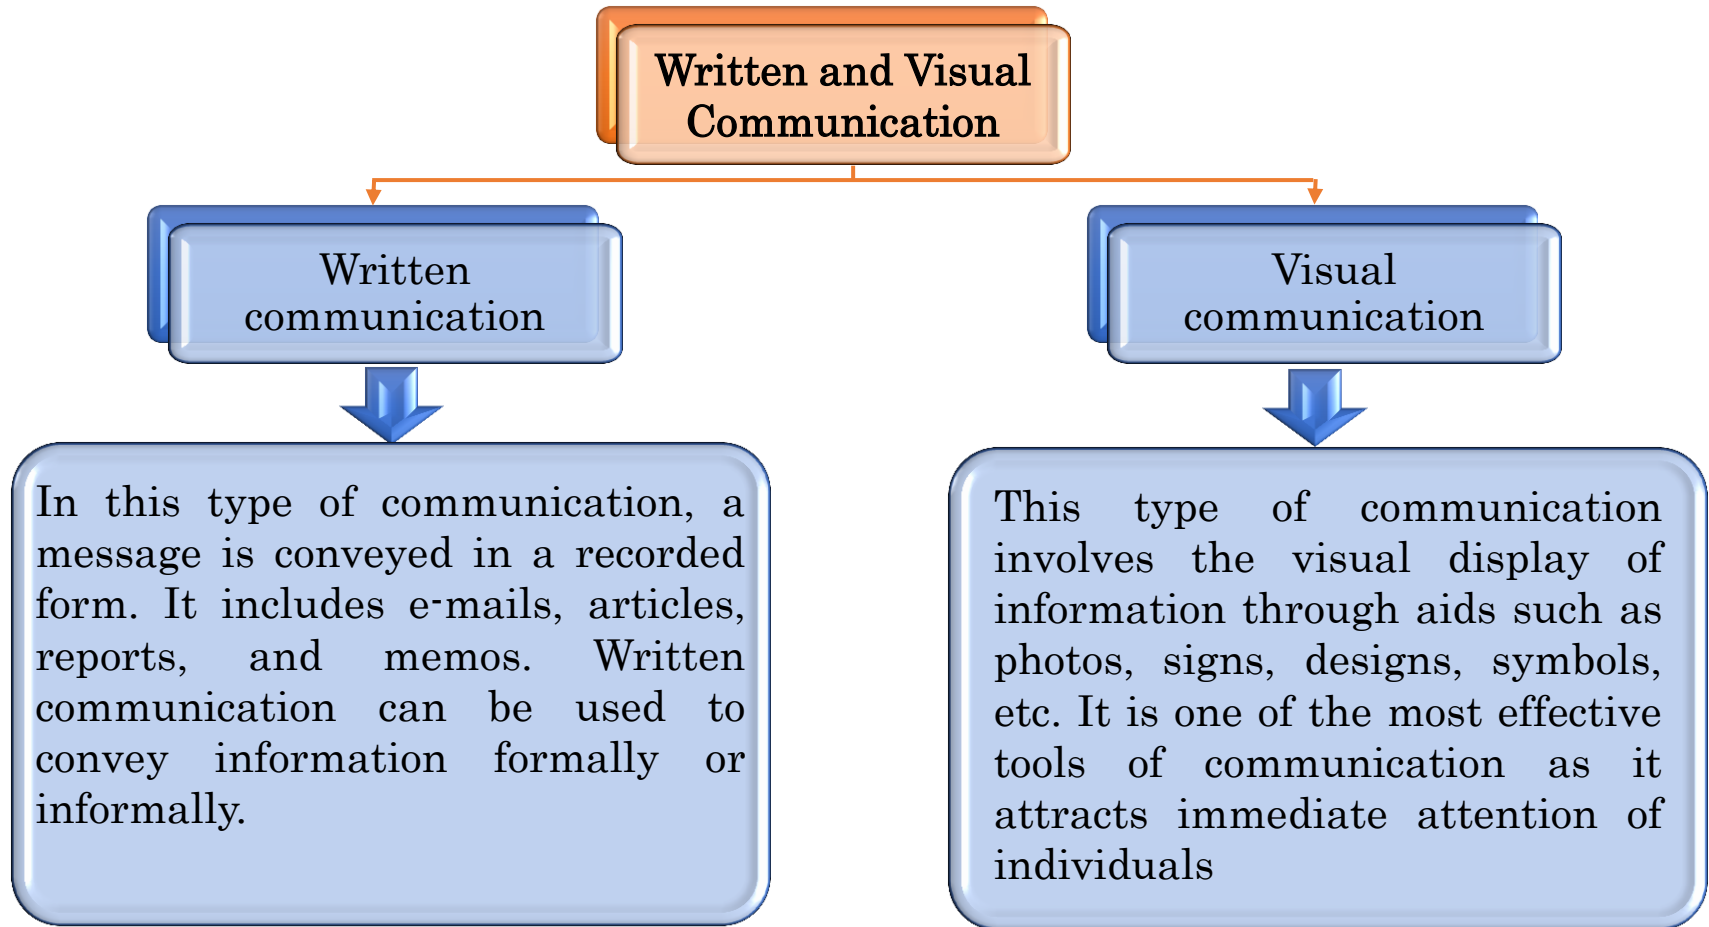 Written and Visual
Communication
Written
communication
Visual
communication
In this type of communication, a
message is conveyed in a recorded
form. It includes e-mails, articles,
reports, and memos. Written
communication can be used to
convey information formally or
informally.
This type of communication
involves the visual display of
information through aids such as
photos, signs, designs, symbols,
etc. It is one of the most effective
tools of communication as it
attracts immediate attention of
individuals